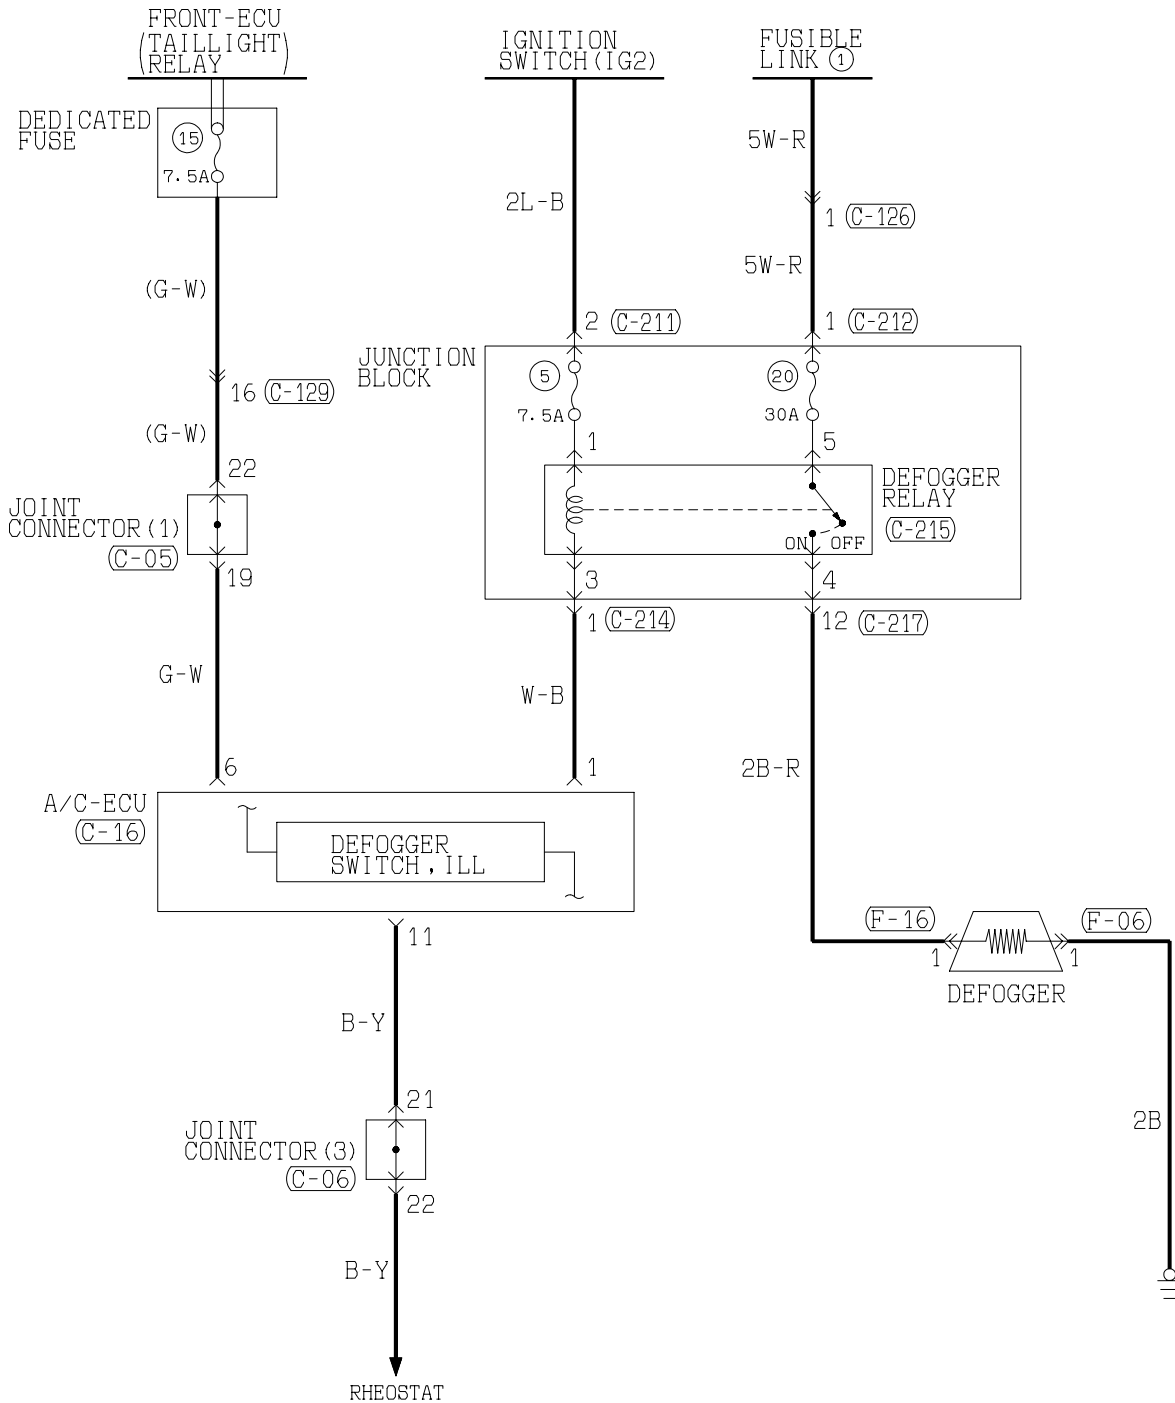 FRONT-ECU
(TAILLIGHT)
RELAY
IGNITION
SWITCH(IG2)
FUSIBLE
LINK 1
DEDICATED
FUSE
15
7.5A
5W-R
2L-B
1 C-126
5W-R
(G-W)
2 C-211
1 C-212
JUNCTION
BLOCK
5
20
16 C-129
7.5A
30A
(G-W)
1
5
22
DEFOGGER
RELAY
C-215
JOINT
CONNECTOR(1)
C-05
ON OFF
19
3
4
1 C-214
12 C-217
G-W
W-B
6
1
2B-R
A/C-ECU
C-16
DEFOGGER
SWITCH,ILL
11
F-16
F-06
1
1
DEFOGGER
B-Y
21
JOINT
CONNECTOR(3)
C-06
2B
22
B-Y
RHEOSTAT